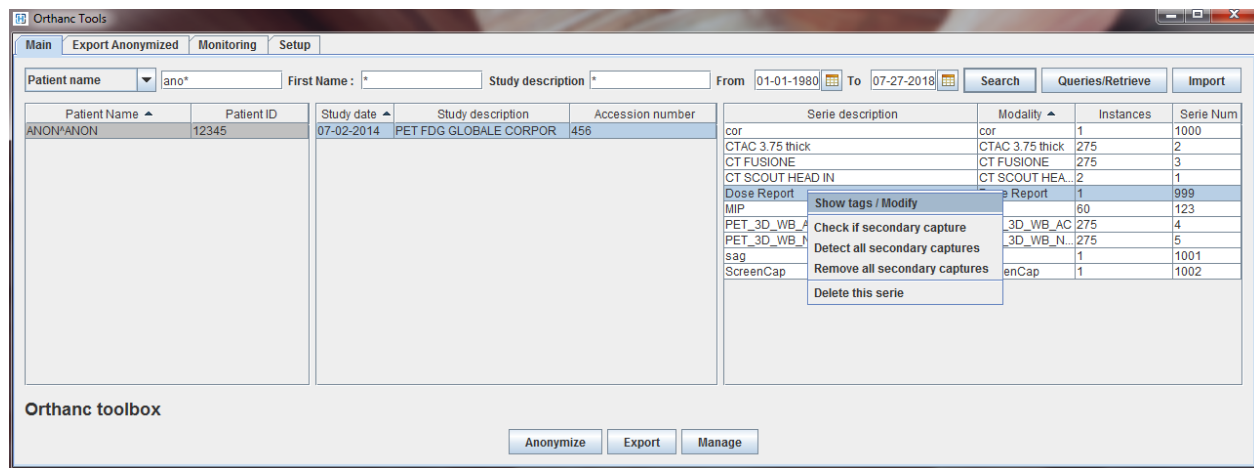 Orthanc Tools
Main Export Anonymized Monitoring Setup
Patient name ano* First Name : * Study description * From 01-01-1980 To 07-27-2018 Search Queries/Retrieve Import
Patient Name Patient ID Study date Study description Accession number Serie description Modality Instances Serie Num
ANON^ANON 12345 07-02-2014 PET FDG GLOBALE CORPOR 456 cor cor 1 1000
CTAC 3.75 thick CTAC 3.75 thick 275 2
CT FUSIONE CT FUSIONE 275 3
CT SCOUT HEAD IN CT SCOUT HEA... 2 1
Dose Report e Report 1 999
Show tags / Modify
MIP 60 123
PET_3D_WB_A _3D_WB_AC 275 4
Check if secondary capture
PET_3D_WB_N _3D_WB_N... 275 5
Detect all secondary captures
sag 1 1001
Remove all secondary captures
ScreenCap enCap 1 1002
Delete this serie
Orthanc toolbox
Anonymize Export Manage